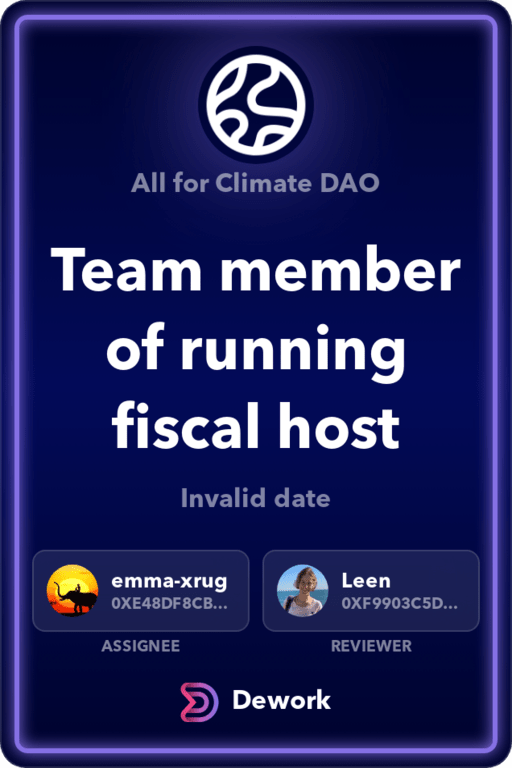 All for Climate DAO
Team member
of running
fiscal host
Invalid date
emma-xrug
0XE48DF8CB...
Leen
0XF9903C5D...
ASSIGNEE
REVIEWER
Dework